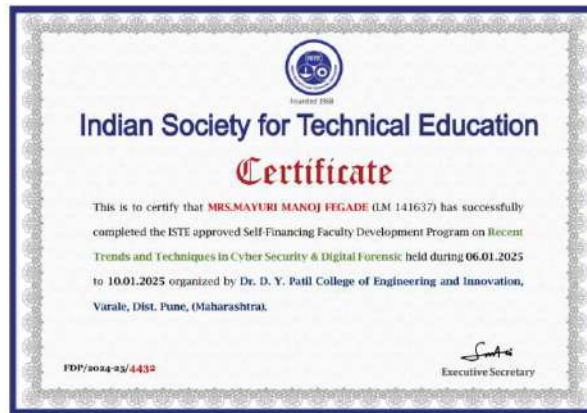 ISTE
Founded 1968
Indian Society for Technical Education
Certificate
This is to certify that MRS.MAYURI MANOJ FEGADE (LM 141637) has successfully
completed the ISTE approved Self-Financing Faculty Development Program on Recent
Trends and Techniques in Cyber Security & Digital Forensic held during 06.01.2025
to 10.01.2025 organized by Dr. D. Y. Patil College of Engineering and Innovation,
Varale, Dist. Pune, (Maharashtra).
FDP/2024-25/4432
Executive Secretary